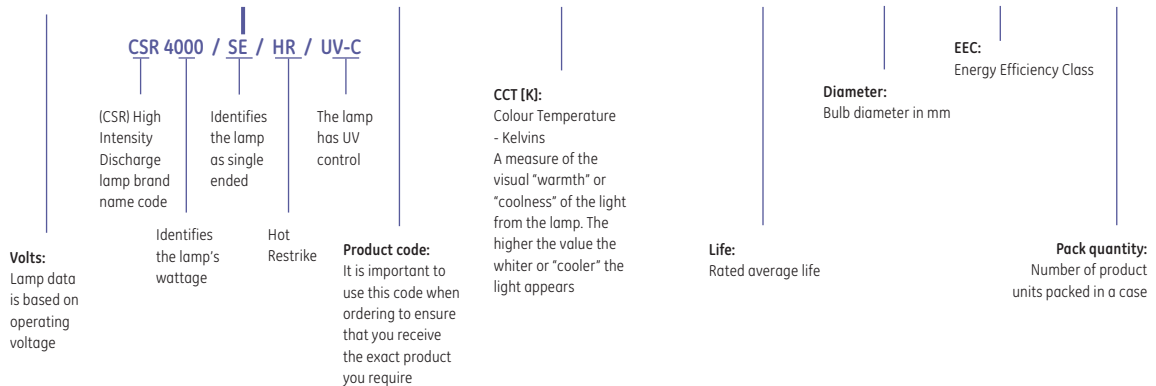 CSR 4000 / SE / HR / UV-C
(CSR) High
Intensity
Discharge
lamp brand
name code
Identifies
the lamp's
wattage
Identifies
the lamp
as single
ended
Hot
Restrike
The lamp
has UV
control
Volts:
Lamp data
is based on
operating
voltage
Product code:
It is important to
use this code when
ordering to ensure
that you receive
the exact product
you require
CCT [K]:
Colour Temperature
- Kelvins
A measure of the
visual "warmth" or
"coolness" of the light
from the lamp. The
higher the value the
whiter or "cooler" the
light appears
Life:
Rated average life
Diameter:
Bulb diameter in mm
EEC:
Energy Efficiency Class
Pack quantity:
Number of product
units packed in a case